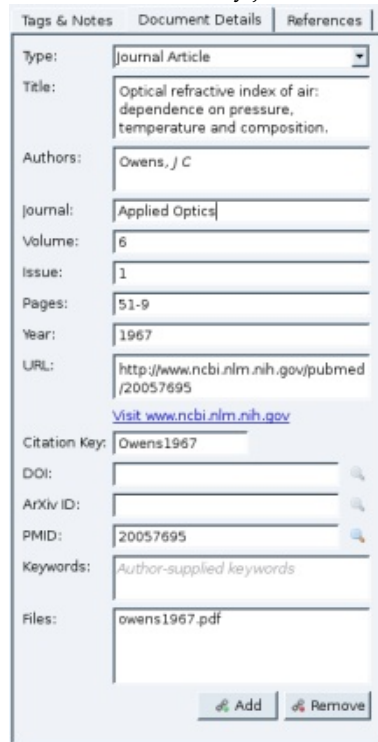 Tags & Notes Document Details References
Type: Journal Article
Title: Optical refractive index of air:
dependence on pressure,
temperature and composition.
Authors: Owens, J C
Journal: Applied Optics
Volume: 6
Issue: 1
Pages: 51-9
Year: 1967
URL: http://www.ncbi.nlm.nih.gov/pubmed
/20057695
Visit www.ncbi.nlm.nih.gov
Citation Key: Owens1967
DOI:
ArXiv ID:
PMID: 20057695
Keywords: Author-supplied keywords
Files: owens1967.pdf
Add Remove